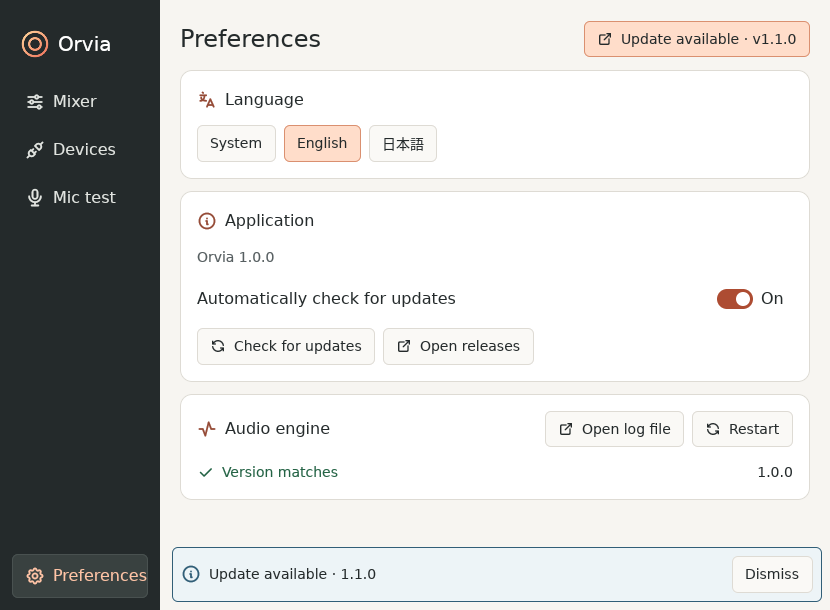 Orvia
Mixer
Devices
Mic test
Preferences
Preferences
Update available · v1.1.0
Language
System
English
日本語
Application
Orvia 1.0.0
Automatically check for updates
On
Check for updates
Open releases
Audio engine
Open log file
Restart
Version matches
1.0.0
Update available · 1.1.0
Dismiss